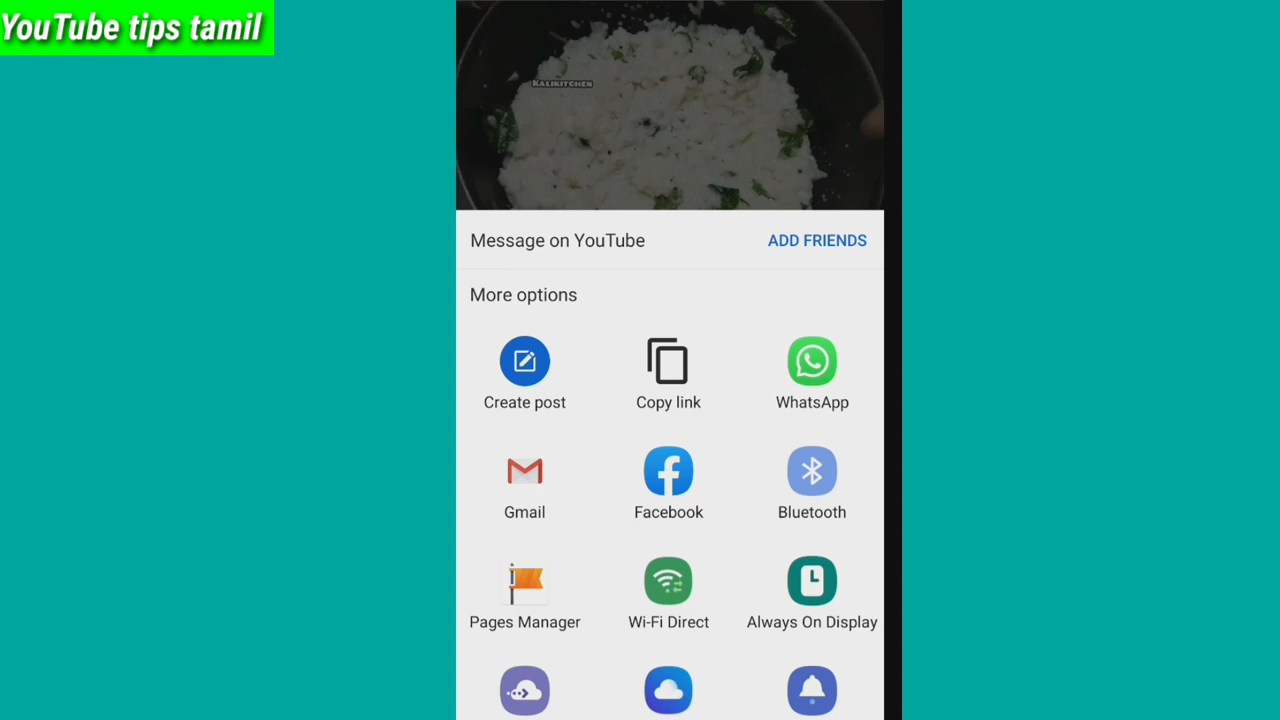 YouTube tips tamil
KALIKITCHEN
Message on YouTube
ADD FRIENDS
More options
Create post
Copy link
WhatsApp
Gmail
Facebook
Bluetooth
Pages Manager
Wi-Fi Direct
Always On Display